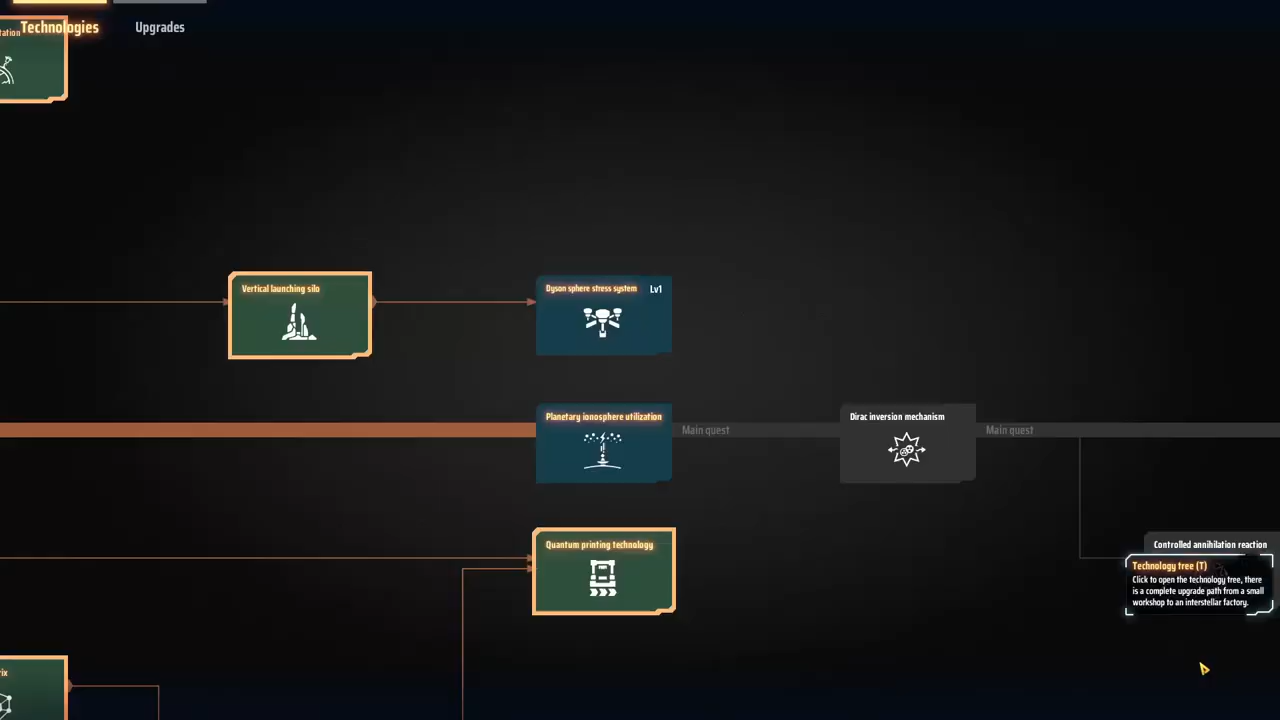 Technologies
Upgrades
tation
Vertical launching silo
Dyson sphere stress system
Lv1
Planetary ionosphere utilization
Main quest
Dirac inversion mechanism
Main quest
Quantum printing technology
Controlled annihilation reaction
Technology tree (T)
Click to open the technology tree, there
is a complete upgrade path from a small
workshop to an interstellar factory.
rix